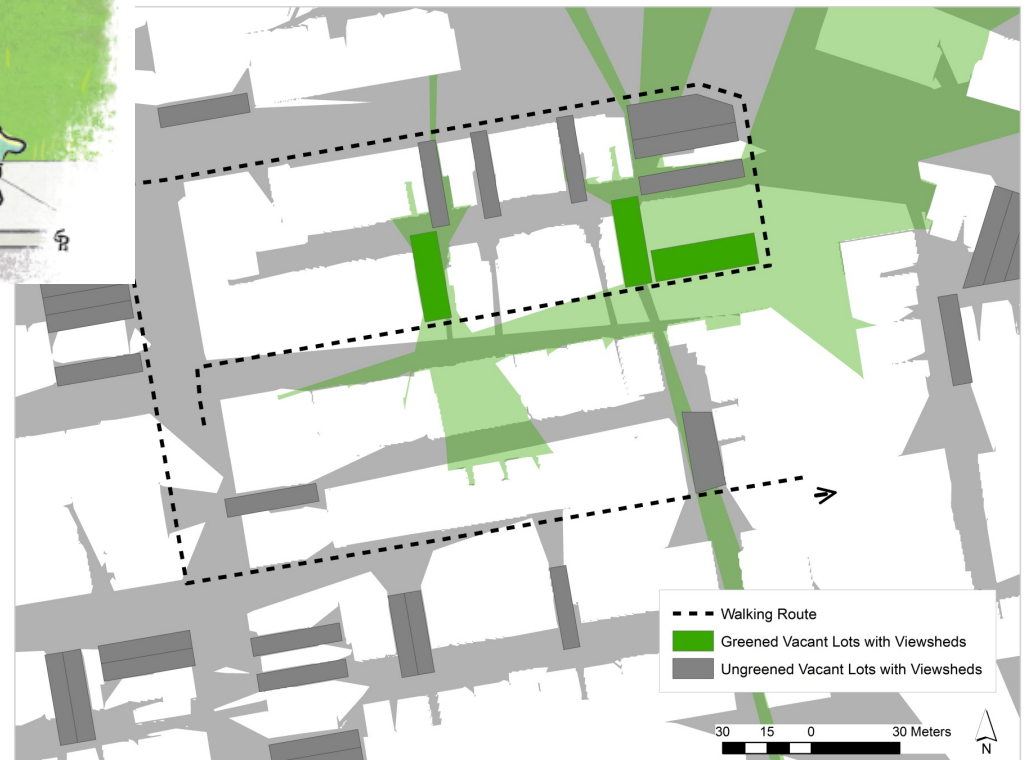 Walking Route
Greened Vacant Lots with Viewsheds
Ungreened Vacant Lots with Viewsheds
30 15 0 30 Meters
N